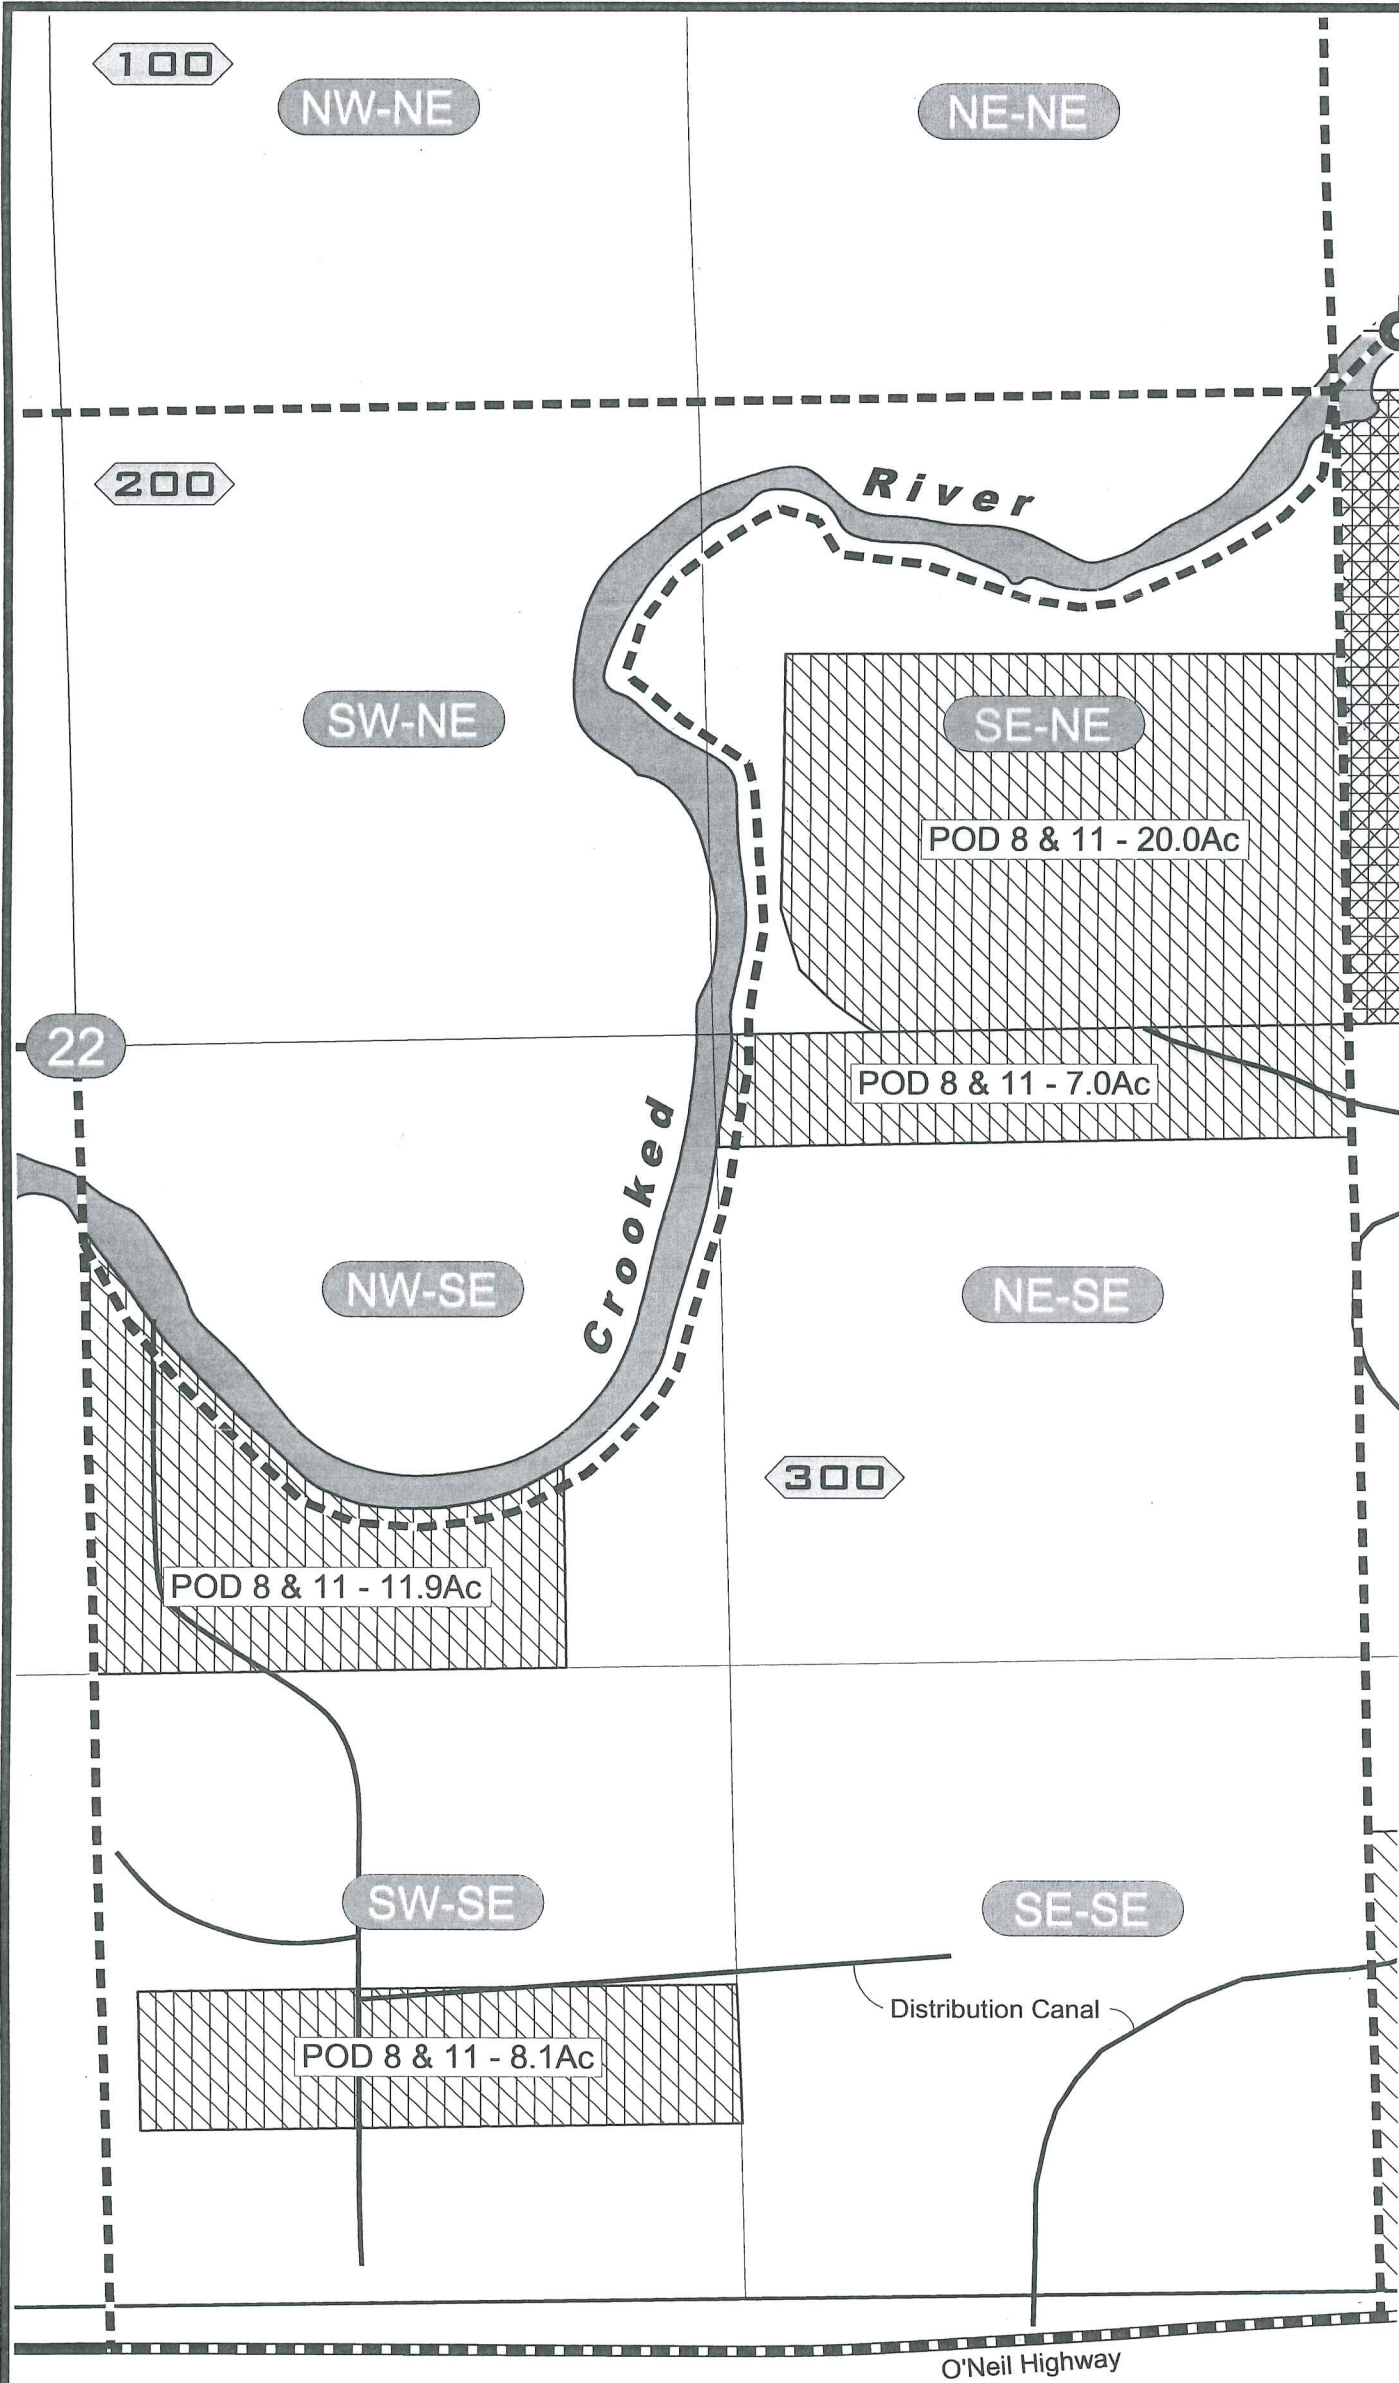 100
NW-NE
NE-NE
200
River
SW-NE
SE-NE
POD 8 & 11 - 20.0Ac
22
POD 8 & 11 - 7.0Ac
Crooked
NW-SE
NE-SE
300
POD 8 & 11 - 11.9Ac
SW-SE
SE-SE
Distribution Canal
POD 8 & 11 - 8.1Ac
O'Neil Highway